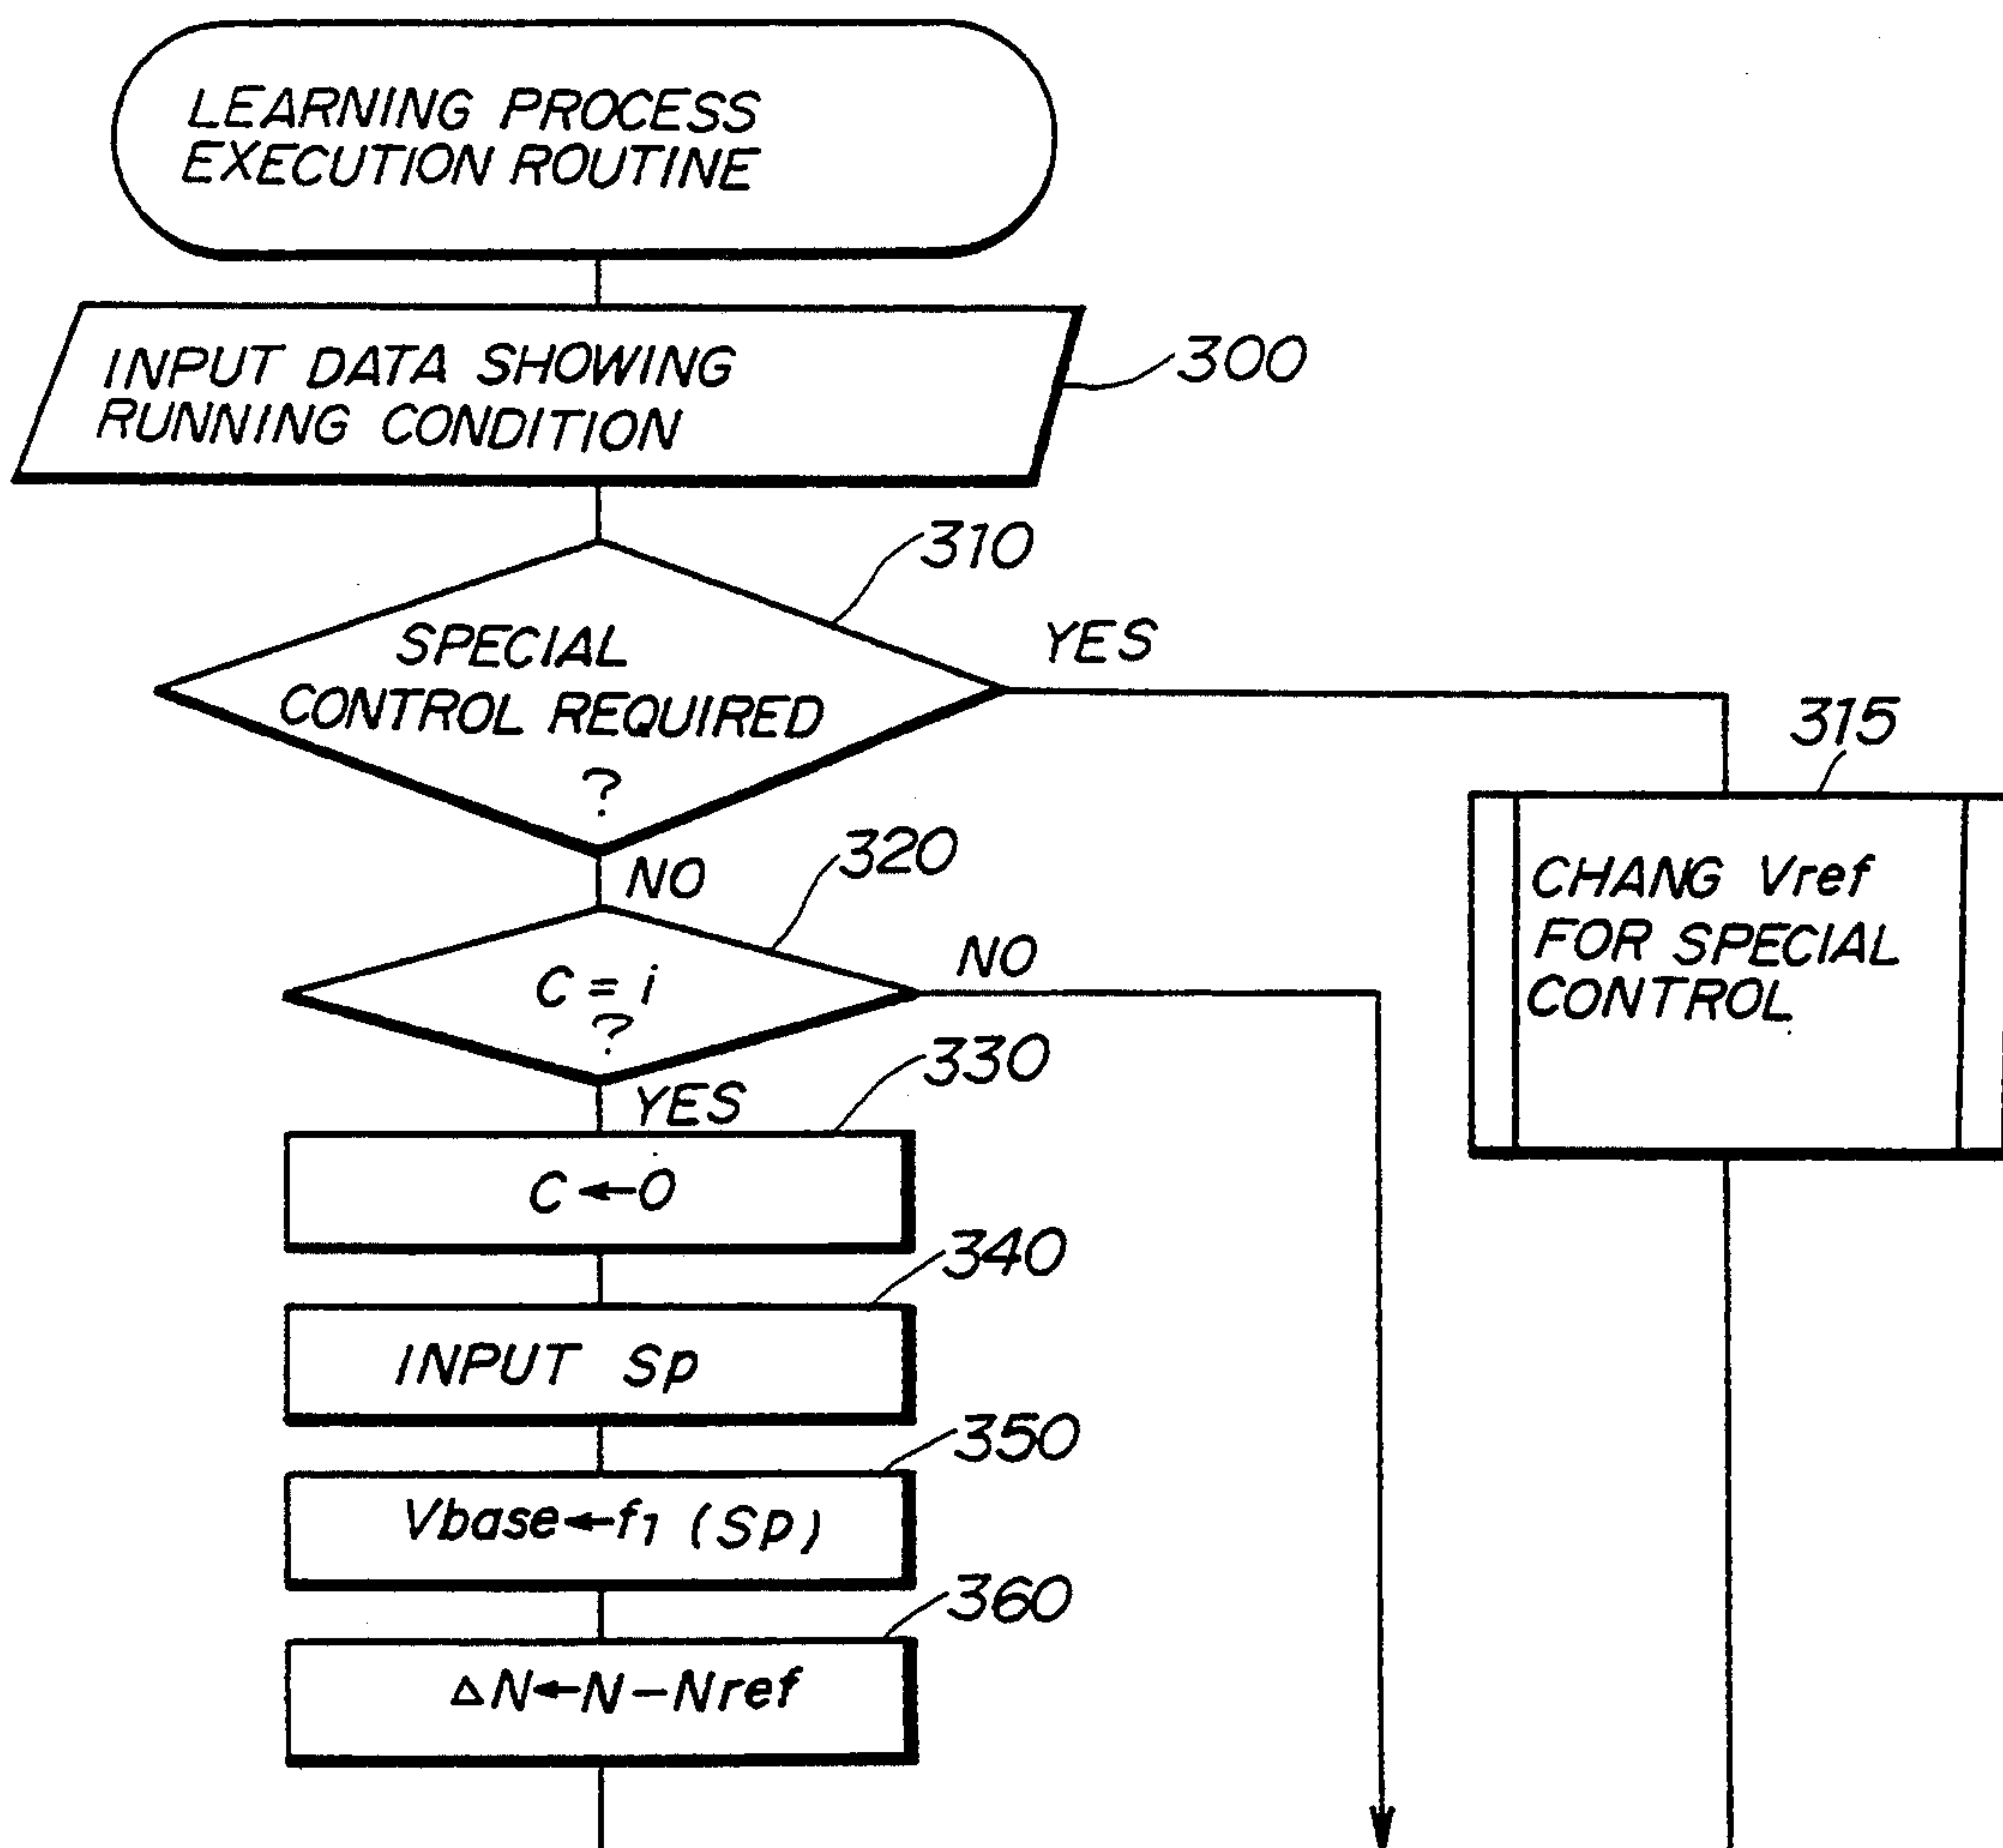 LEARNING PROCESS
EXECUTION ROUTINE
INPUT DATA SHOWING
RUNNING CONDITION
300
310
SPECIAL
CONTROL REQUIRED
?
YES
315
CHANG Vref
FOR SPECIAL
CONTROL
NO
320
C = i
?
NO
YES
330
C←0
340
INPUT Sp
350
Vbase←f1 (Sp)
360
ΔN←N−Nref